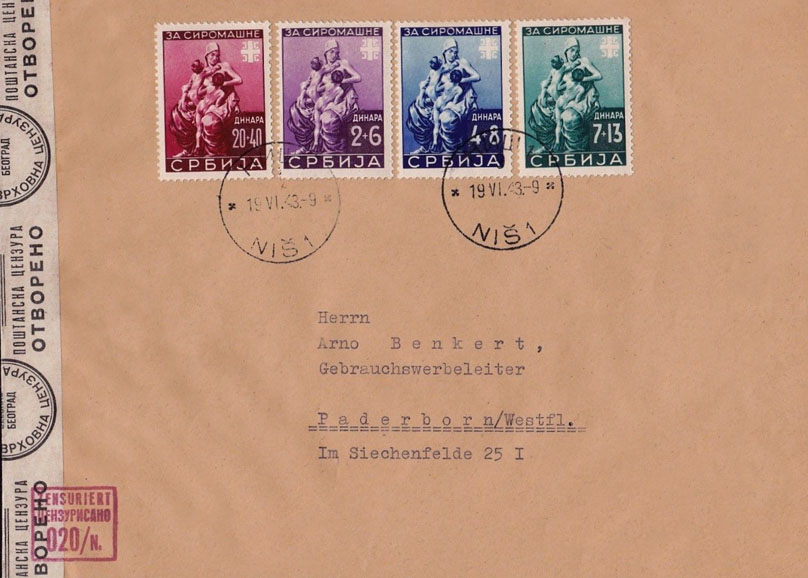 ЗА СИРОМАШНЕ
ДИНАРА
20+40
СРБИЈА
ЗА СИРОМАШНЕ
ДИНАРА
2+6
СРБИЈА
ЗА СИРОМАШНЕ
ДИНАРА
4+8
СРБИЈА
ЗА СИРОМАШНЕ
ДИНАРА
7+13
СРБИЈА
19 VI.43.-9
NIŠ 1
19 VI.43.-9
NIŠ 1
Herrn
Arno Benkert,
Gebrauchswerbeleiter
Paderborn/Westfl.
Im Siechenfelde 25 I
ПОШТАНСКА
ОТВОРЕНО
БЕОГРАД
ВРХОВНА ЦЕНЗУРА
ПОШТАНСКА ЦЕНЗУРА
ОТВОРЕНО
БЕОГРАД
ВРХОВНА ЦЕНЗУРА
ЦЕНЗУРА
ZENSURIERT
ЦЕНЗУРИСАНО
020/N.